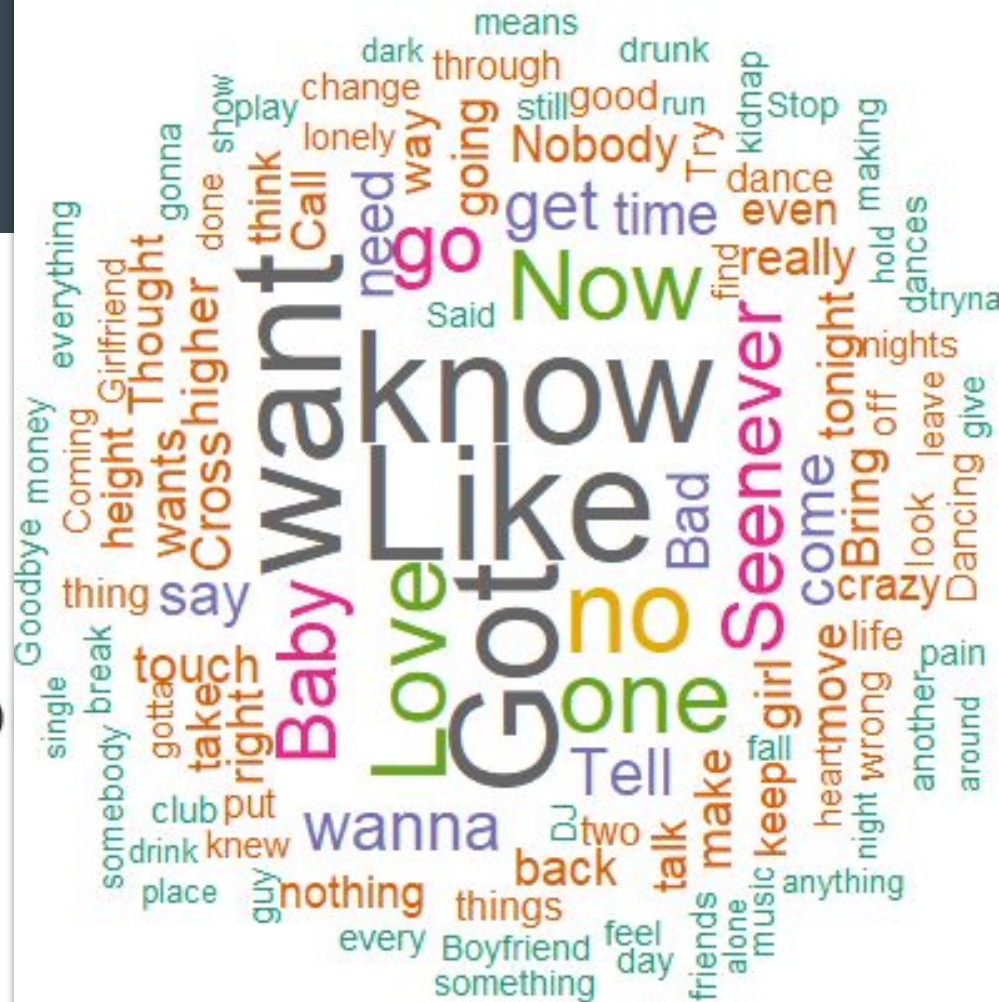 means
dark
drunk
through
change
still
good
run
kidnap
Stop
show
play
lonely
way
going
Nobody
Try
making
gonna
done
think
Call
need
get
time
dance
even
everything
Girlfriend
Thought
higher
want
go
Said
Now
find
really
hold
dances
tryna
know
never
tonight
nights
money
Coming
height
wants
Cross
Like
Bad
See
come
Bring
off
look
leave
Dancing
give
Goodbye
thing
say
Baby
Love
Got
no
crazy
single
break
touch
gotta
take
right
one
girl
move
life
pain
somebody
club
put
wanna
Tell
fall
make
keep
heart
wrong
another
around
drink
knew
DJ
two
talk
night
place
guy
nothing
back
things
anything
every
Boyfriend
feel
day
something
friends
alone
music